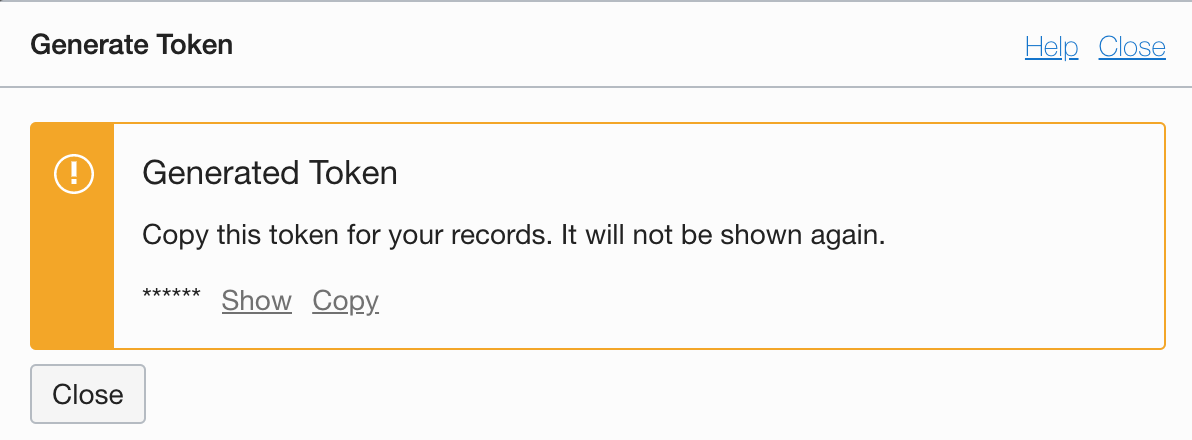 Generate Token Help Close
Generated Token
Copy this token for your records. It will not be shown again.
****** Show Copy
Close